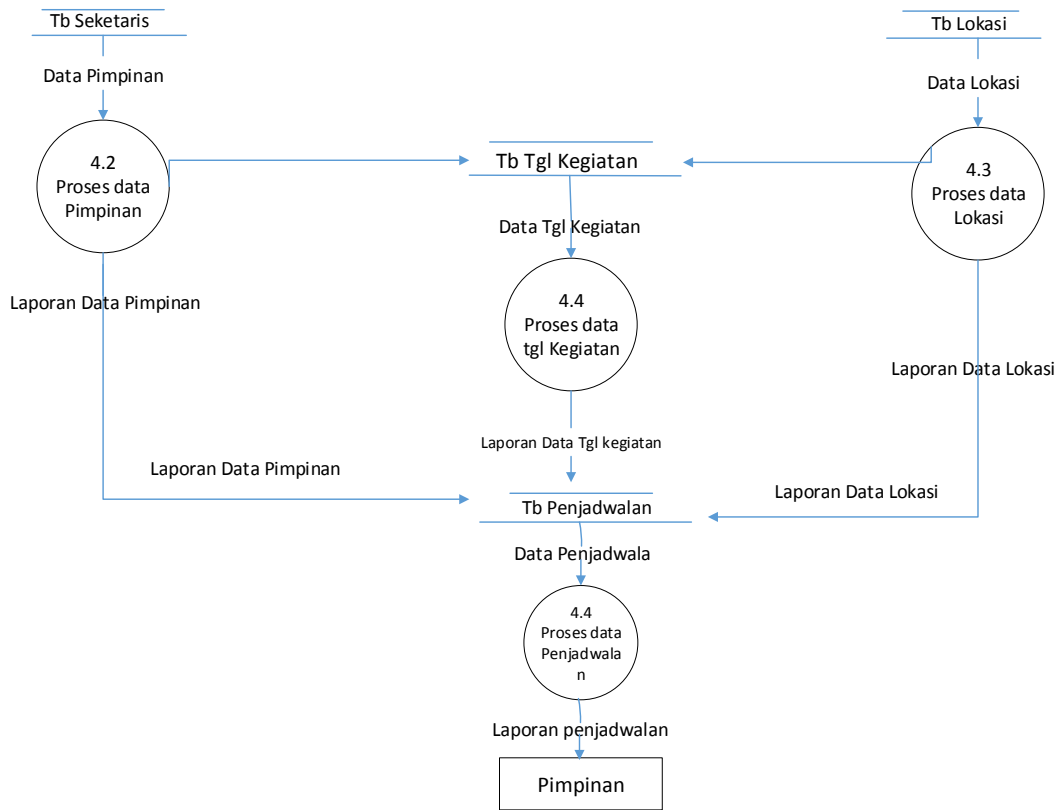 Tb Seketaris
Tb Lokasi
Data Pimpinan
Data Lokasi
4.2
Proses data
Pimpinan
Tb Tgl Kegiatan
4.3
Proses data
Lokasi
Data Tgl Kegiatan
Laporan Data Pimpinan
4.4
Proses data
tgl Kegiatan
Laporan Data Lokasi
Laporan Data Tgl kegiatan
Laporan Data Pimpinan
Laporan Data Lokasi
Tb Penjadwalan
Data Penjadwala
4.4
Proses data
Penjadwala
n
Laporan penjadwalan
Pimpinan